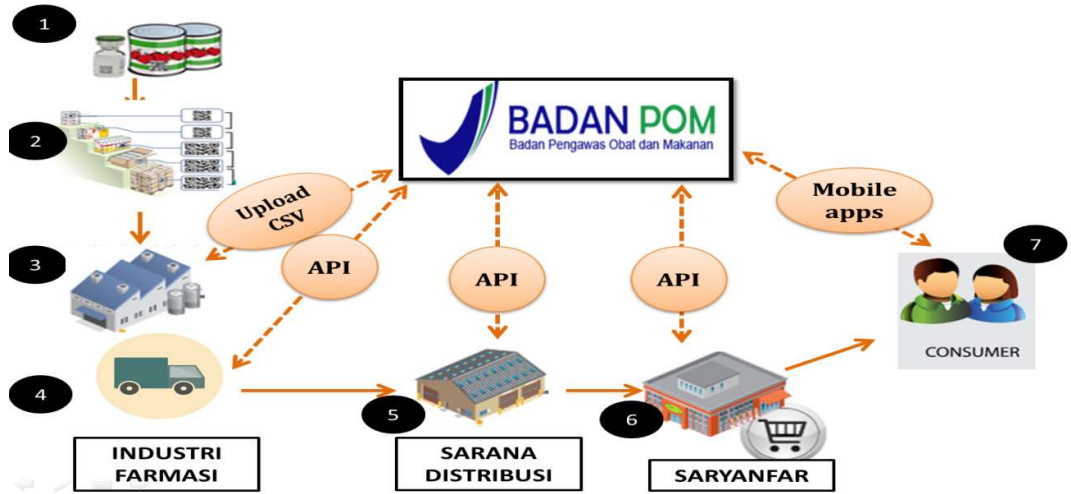 1
2
BADAN POM
Badan Pengawas Obat dan Makanan
Upload
CSV
Mobile
apps
3
API
API
API
7
CONSUMER
4
5
6
INDUSTRI
FARMASI
SARANA
DISTRIBUSI
SARYANFAR